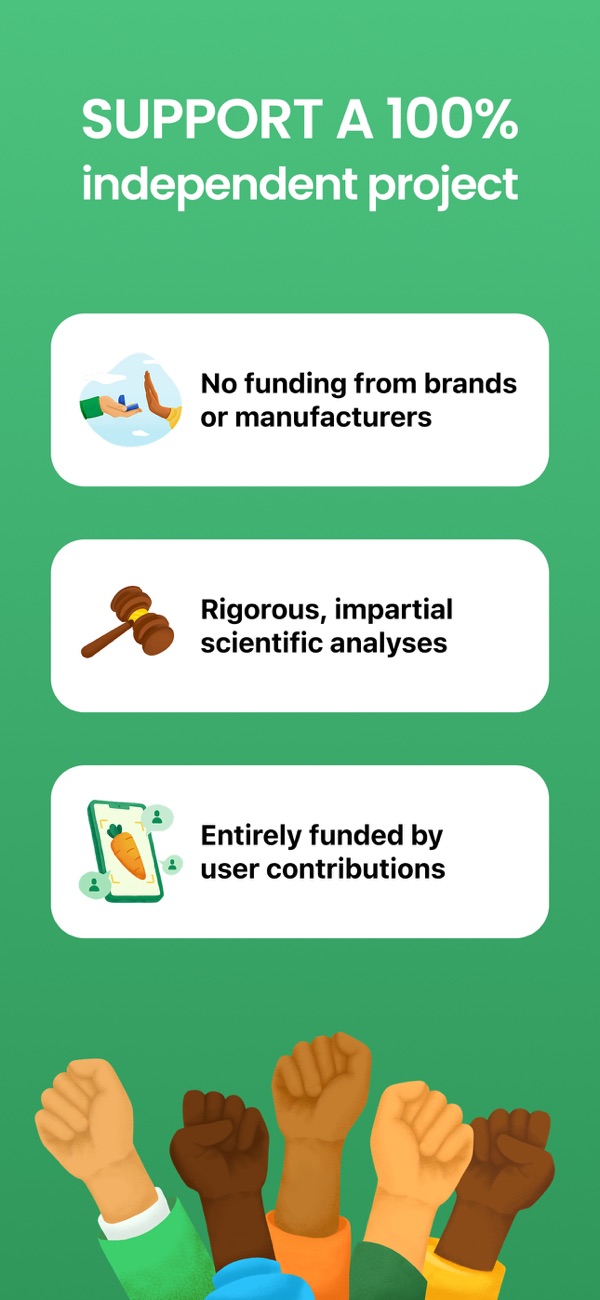 SUPPORT A 100%
independent project
No funding from brands
or manufacturers
Rigorous, impartial
scientific analyses
Entirely funded by
user contributions